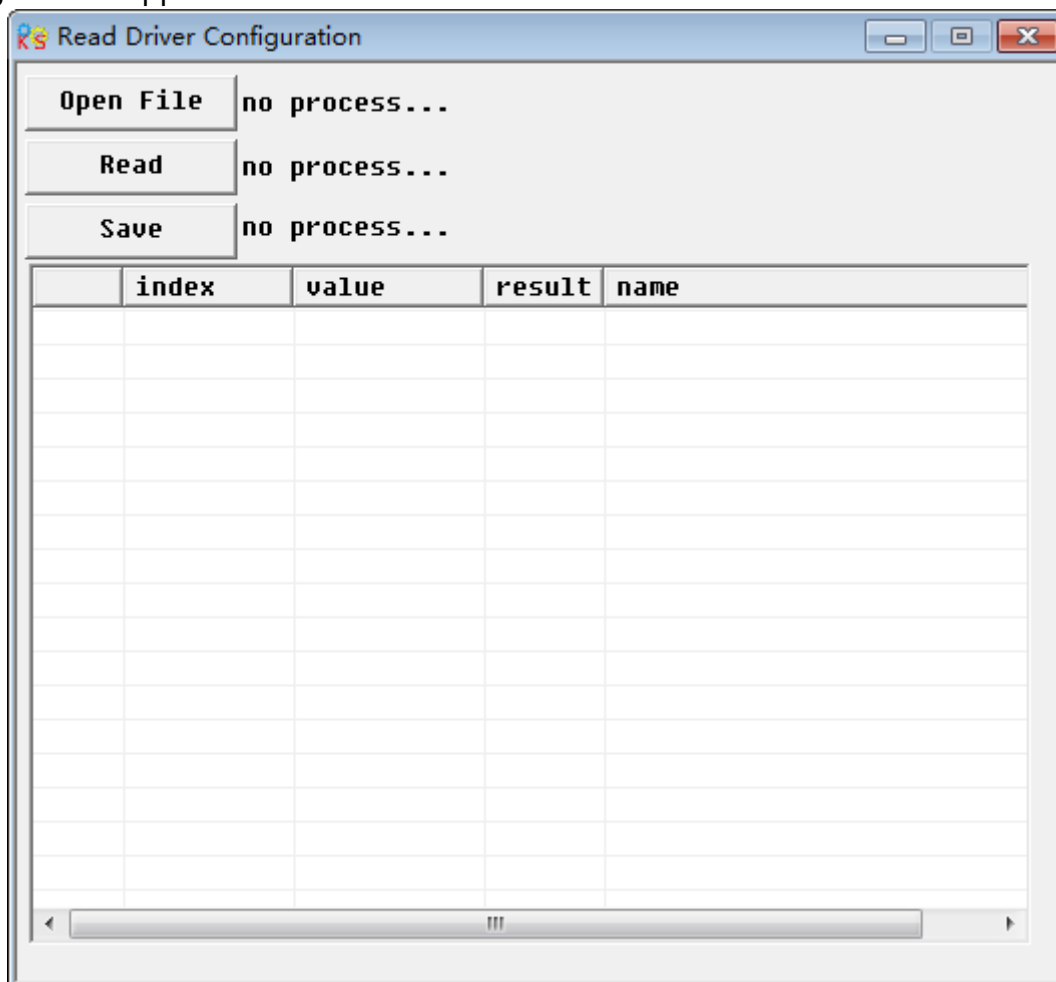 Read Driver Configuration
Open File no process...
Read no process...
Save no process...
index value result name